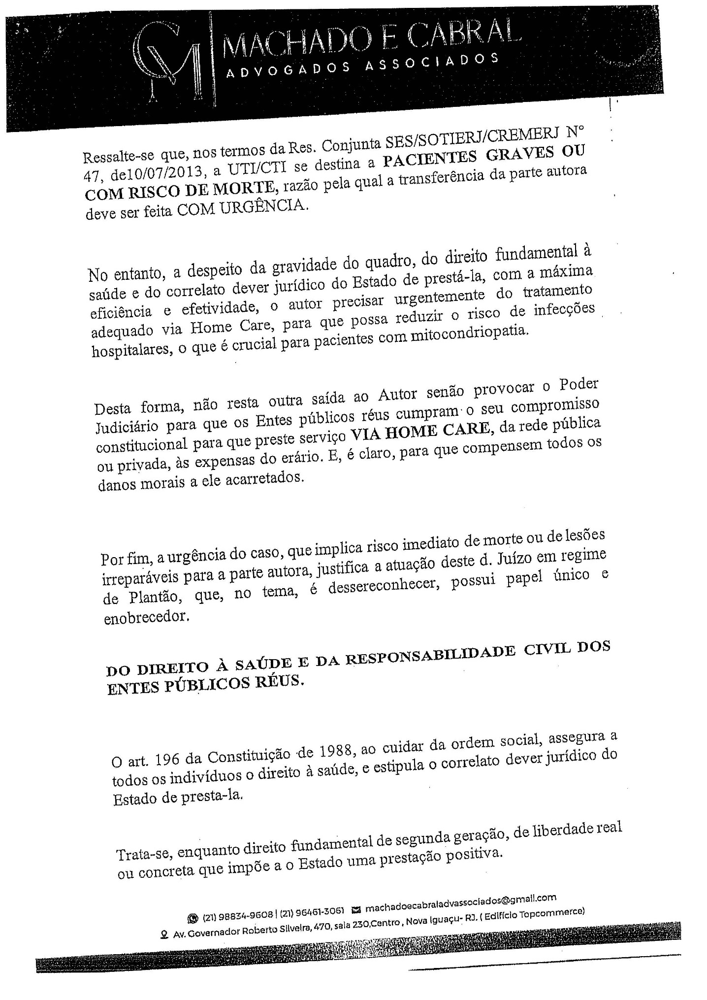 MACHADO E CABRAL
ADVOGADOS ASSOCIADOS
Ressalte-se que, nos termos da Res. Conjunta SES/SOTIERJ/CREMERJ Nº
47, de10/07/2013, a UTI/CTI se destina a PACIENTES GRAVES OU
COM RISCO DE MORTE, razão pela qual a transferência da parte autora
deve ser feita COM URGÊNCIA.
No entanto, a despeito da gravidade do quadro, do direito fundamental à
saúde e do correlato dever jurídico do Estado de prestá-la, com a máxima
eficiência e efetividade, o autor precisar urgentemente do tratamento
adequado via Home Care, para que possa reduzir o risco de infecções
hospitalares, o que é crucial para pacientes com mitocondriopatia.
Desta forma, não resta outra saída ao Autor senão provocar o Poder
Judiciário para que os Entes públicos réus cumpram o seu compromisso
constitucional para que preste serviço VIA HOME CARE, da rede pública
ou privada, às expensas do erário. E, é claro, para que compensem todos os
danos morais a ele acarretados.
Por fim, a urgência do caso, que implica risco imediato de morte ou de lesões
irreparáveis para a parte autora, justifica a atuação deste d. Juízo em regime
de Plantão, que, no tema, é dessereconhecer, possui papel único e
enobrecedor.
DO DIREITO À SAÚDE E DA RESPONSABILIDADE CIVIL DOS
ENTES PÚBLICOS RÉUS.
O art. 196 da Constituição de 1988, ao cuidar da ordem social, assegura a
todos os indivíduos o direito à saúde, e estipula o correlato dever jurídico do
Estado de presta-la.
Trata-se, enquanto direito fundamental de segunda geração, de liberdade real
ou concreta que impõe a o Estado uma prestação positiva.
(21) 98834-9608 | (21) 96461-3061 machadoecabraladvassociados@gmail.com
Av. Governador Roberto Silveira, 470, sala 230,Centro, Nova Iguaçu- RJ. ( Edifício Topcommerce)